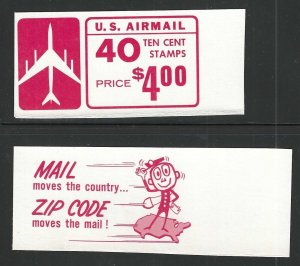 U.S. AIRMAIL
40 TEN CENT
STAMPS
PRICE $4.00
MAIL
moves the country...
ZIP CODE
moves the mail!